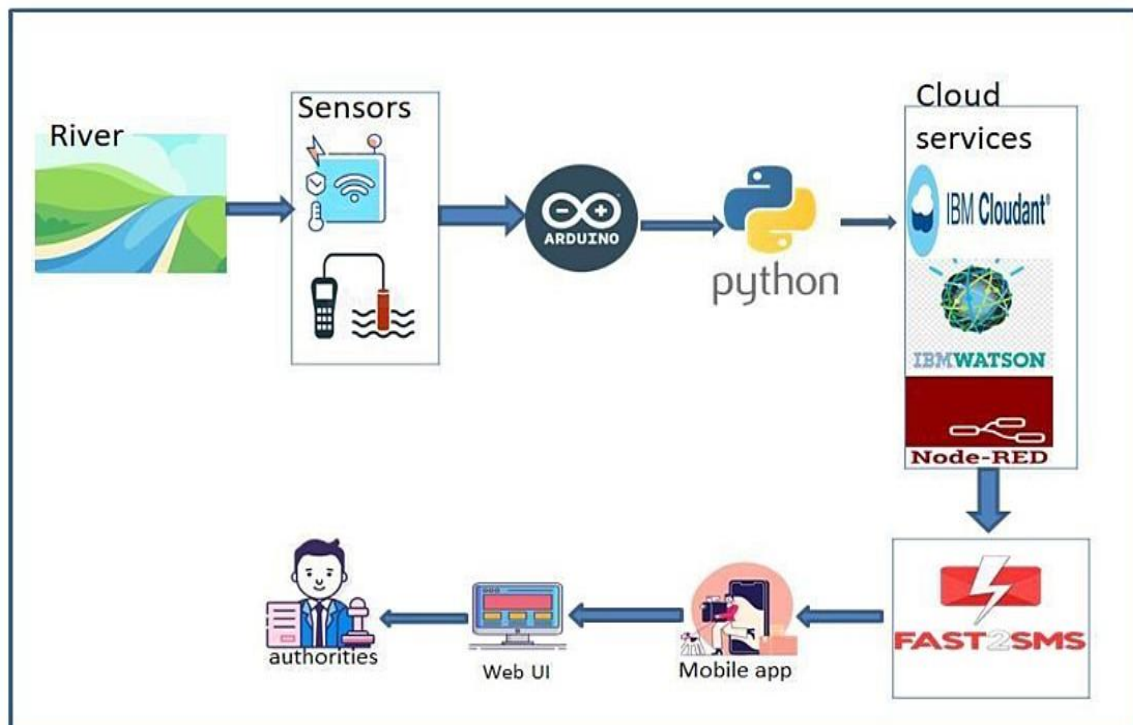 River
Sensors
ARDUINO
python
Cloud
services
IBM Cloudant®
IBMWATSON
Node-RED
FAST2SMS
Mobile app
Web UI
authorities